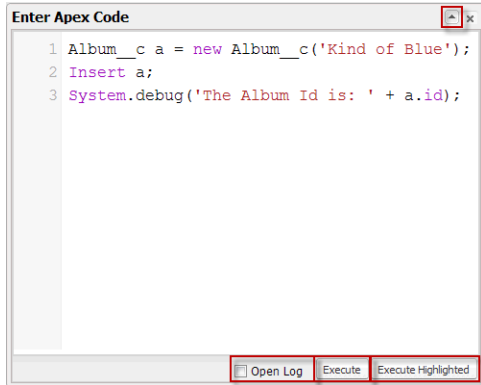 Enter Apex Code
1 Album__c a = new Album__c('Kind of Blue');
2 Insert a;
3 System.debug('The Album Id is: ' + a.id);
Open Log Execute Execute Highlighted